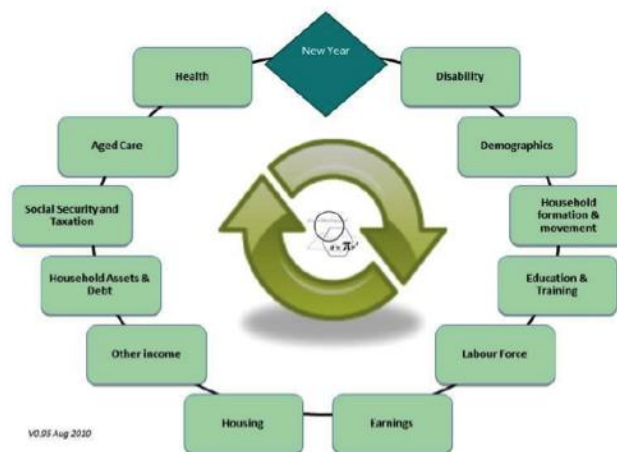 New Year
Disability
Demographics
Household
formation &
movement
Education &
Training
Labour Force
Earnings
Housing
Other income
Household Assets &
Debt
Social Security and
Taxation
Aged Care
Health
V0.95 Aug 2010